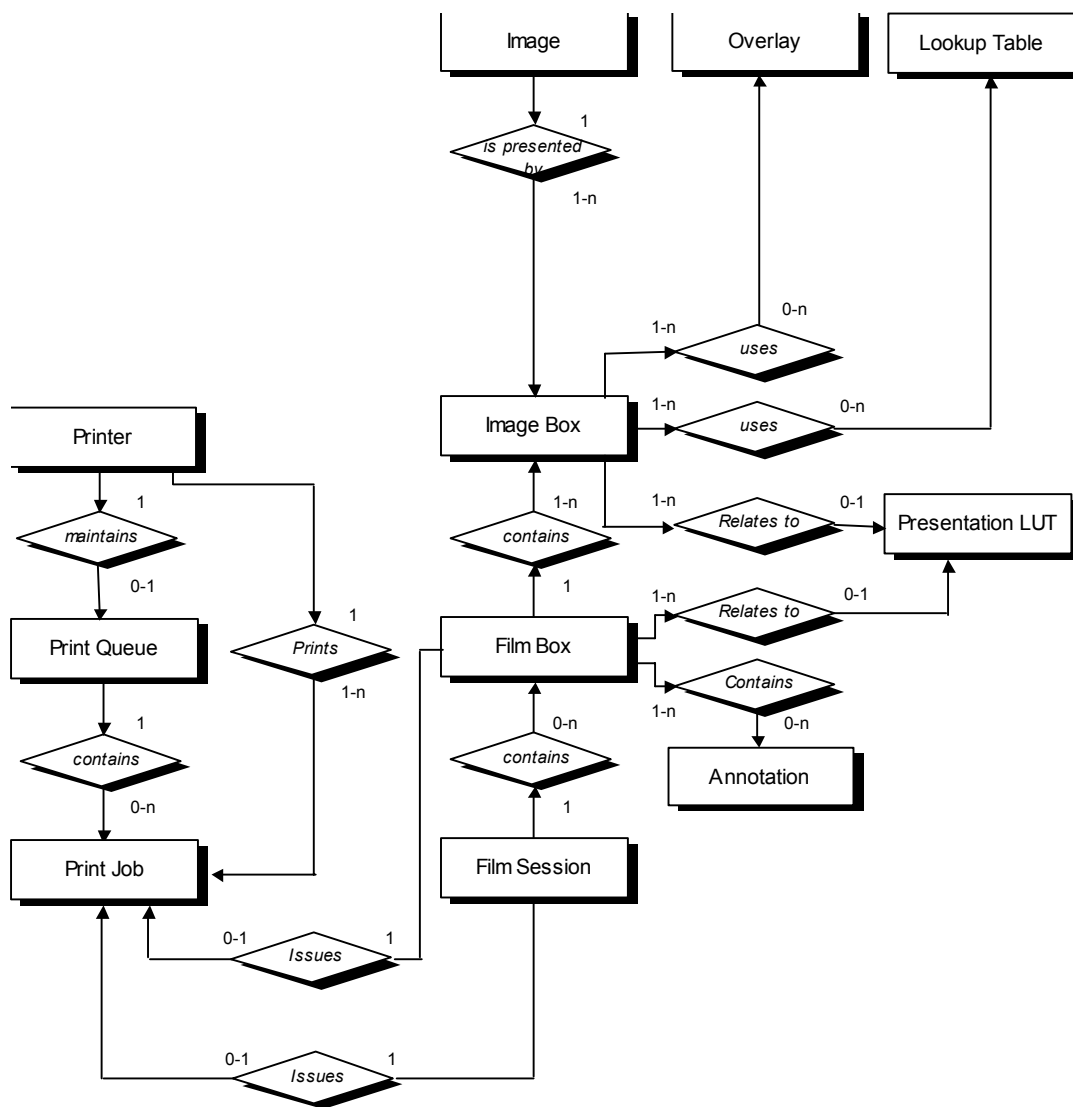 Image
Overlay
Lookup Table
1
is presented
by
1-n
0-n
1-n
uses
1-n
0-n
uses
Image Box
Printer
1-n
1-n
0-1
Relates to
Presentation LUT
contains
1
maintains
0-1
1
1-n
0-1
Relates to
Print Queue
1
Prints
1-n
Film Box
Contains
1-n
0-n
1
contains
0-n
0-n
contains
1
Annotation
Print Job
Film Session
0-1
1
Issues
0-1
1
Issues